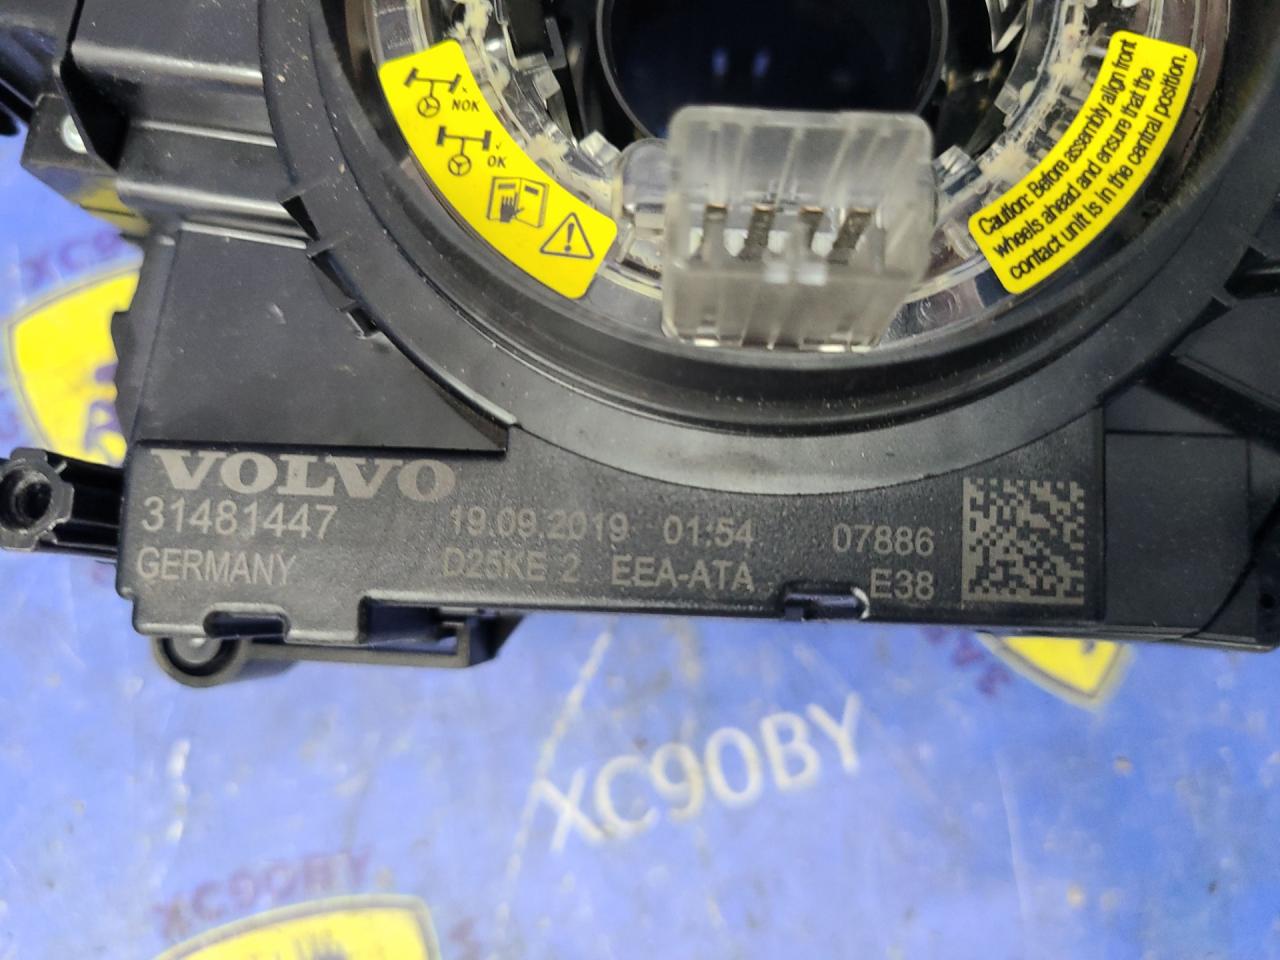 NOK
OK
Caution: Before assembly align front
wheels ahead and ensure that the
contact unit is in the central position.
VOLVO
31481447 19.09.2019 01:54 07886
GERMANY D25KE 2 EEA-ATA E38
XC90BY
XC90BY